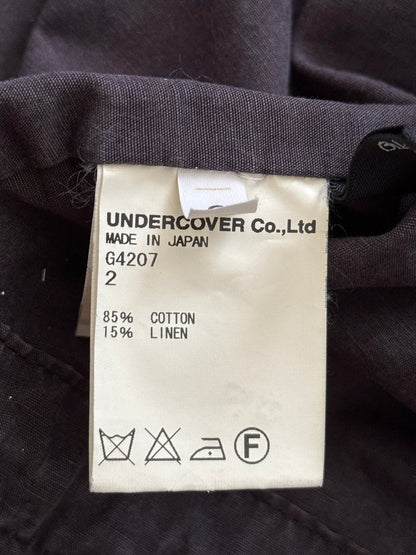 UNDERCOVER Co.,Ltd
MADE IN JAPAN
G4207
2
85% COTTON
15% LINEN
F